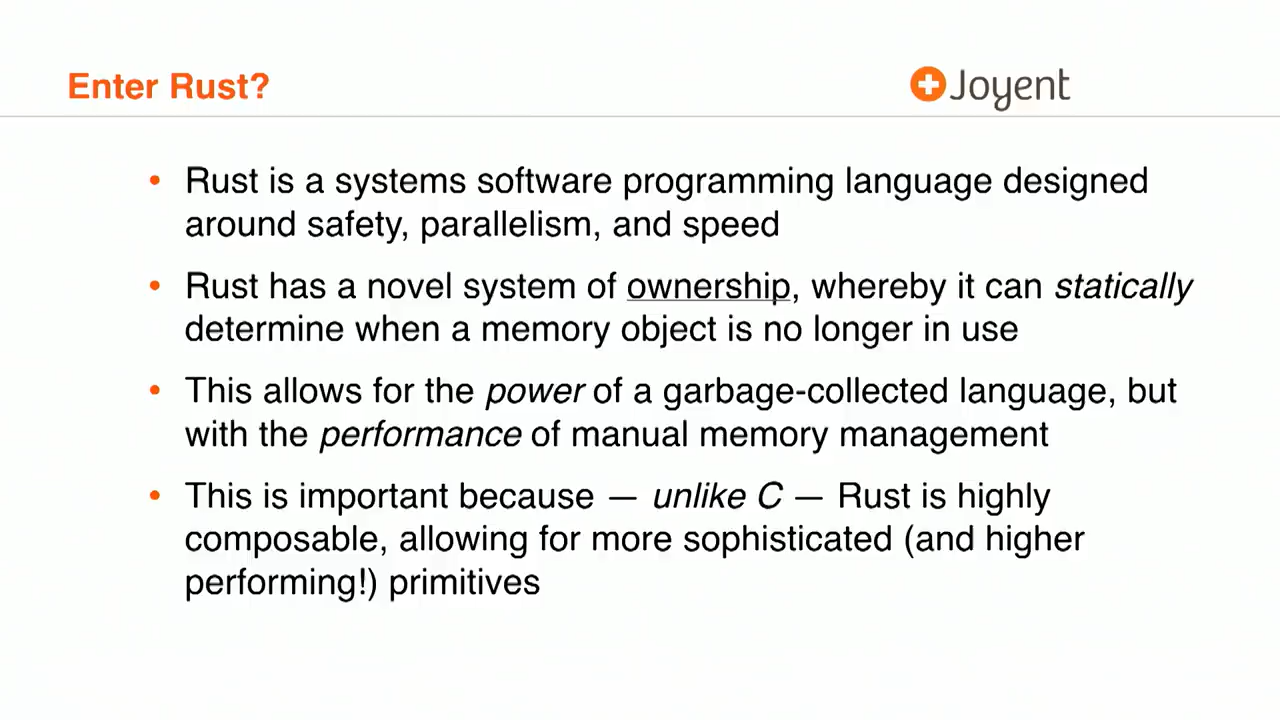 Enter Rust?
Joyent
• Rust is a systems software programming language designed
around safety, parallelism, and speed
• Rust has a novel system of ownership, whereby it can statically
determine when a memory object is no longer in use
• This allows for the power of a garbage-collected language, but
with the performance of manual memory management
• This is important because — unlike C — Rust is highly
composable, allowing for more sophisticated (and higher
performing!) primitives